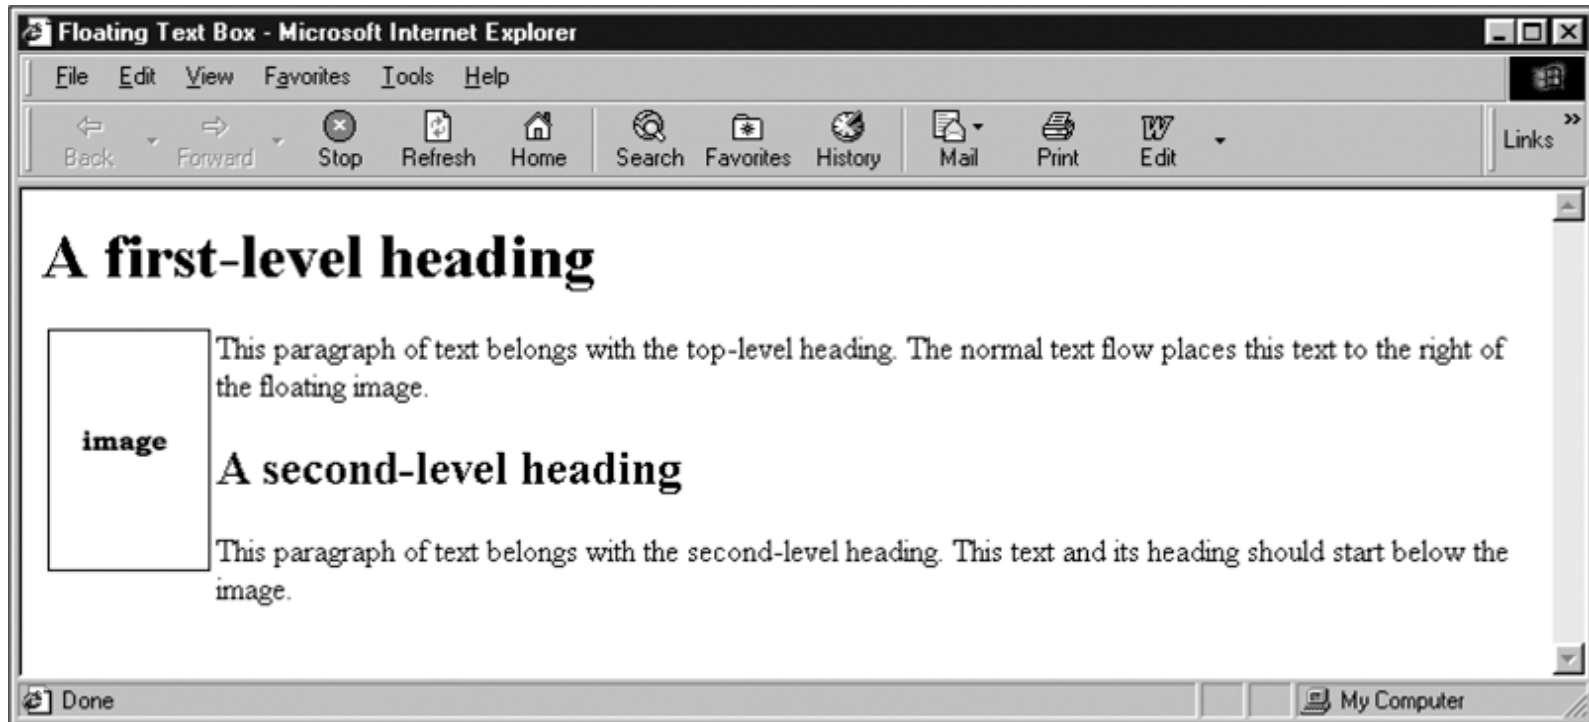 Floating Text Box - Microsoft Internet Explorer
File Edit View Favorites Tools Help
Back Forward Stop Refresh Home Search Favorites History Mail Print Edit Links »
A first-level heading
This paragraph of text belongs with the top-level heading. The normal text flow places this text to the right of
the floating image.
image
A second-level heading
This paragraph of text belongs with the second-level heading. This text and its heading should start below the
image.
Done My Computer